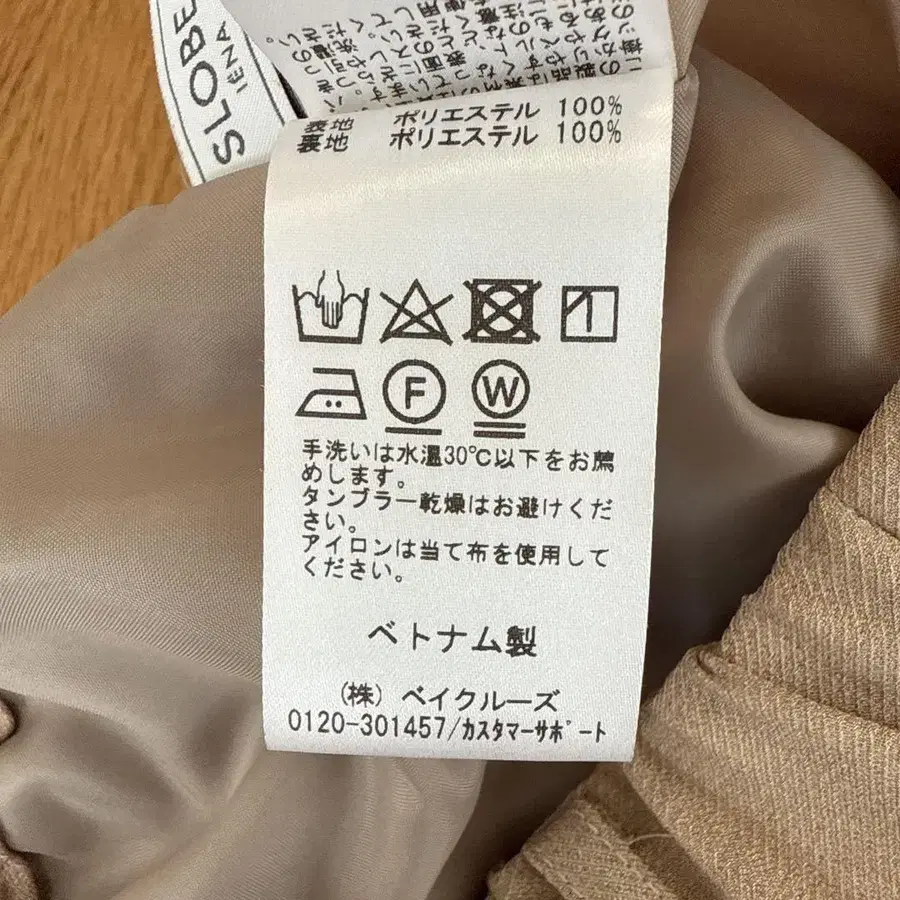 SLOBE
IENA
表地 ポリエステル 100%
裏地 ポリエステル 100%
F
W
手洗いは水温30℃以下をお薦
めします。
タンブラー乾燥はお避けくだ
さい。
アイロンは当て布を使用して
ください。
ベトナム製
(株) ベイクルーズ
0120-301457/カスタマーサポート